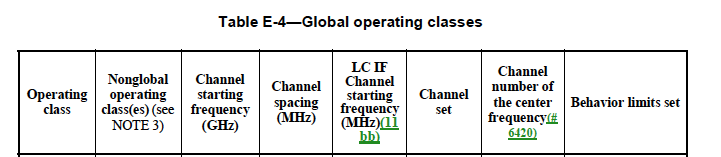 Table E-4—Global operating classes
Operating
class
Nonglobal
operating
class(es) (see
NOTE 3)
Channel
starting
frequency
(GHz)
Channel
spacing
(MHz)
LC IF
Channel
starting
frequency
(MHz)(11
bb)
Channel
set
Channel
number of
the center
frequency(#
6420)
Behavior limits set